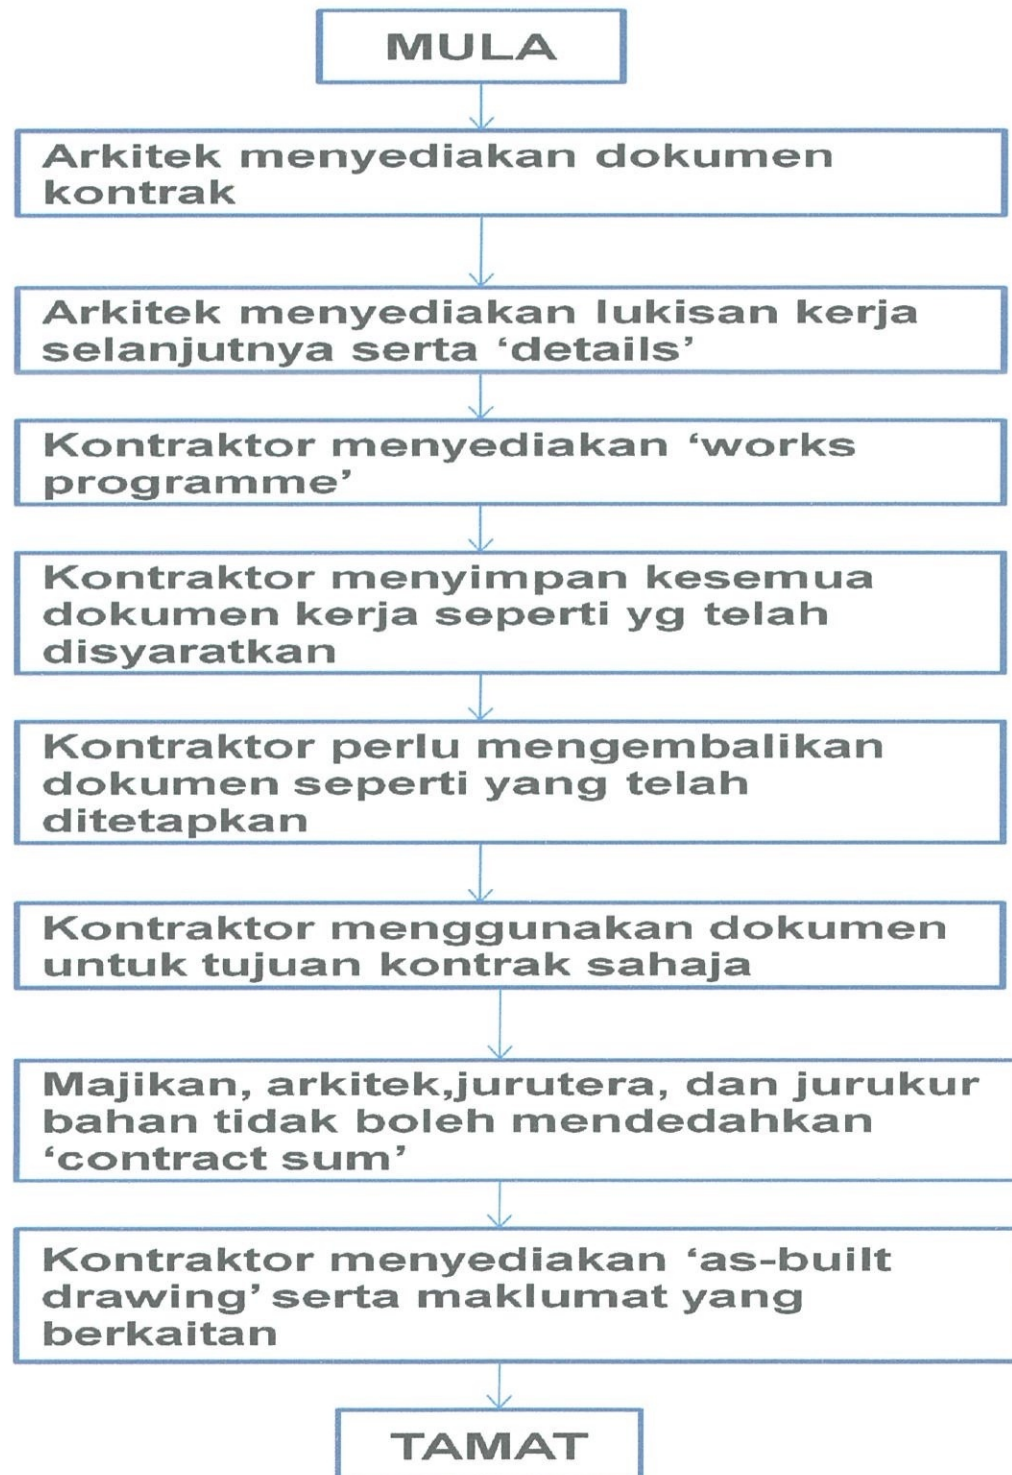 MULA
Arkitek menyediakan dokumen
kontrak
Arkitek menyediakan lukisan kerja
selanjutnya serta ‘details’
Kontraktor menyediakan ‘works
programme’
Kontraktor menyimpan kesemua
dokumen kerja seperti yg telah
disyaratkan
Kontraktor perlu mengembalikan
dokumen seperti yang telah
ditetapkan
Kontraktor menggunakan dokumen
untuk tujuan kontrak sahaja
Majikan, arkitek,jurutera, dan jurukur
bahan tidak boleh mendedahkan
‘contract sum’
Kontraktor menyediakan ‘as-built
drawing’ serta maklumat yang
berkaitan
TAMAT